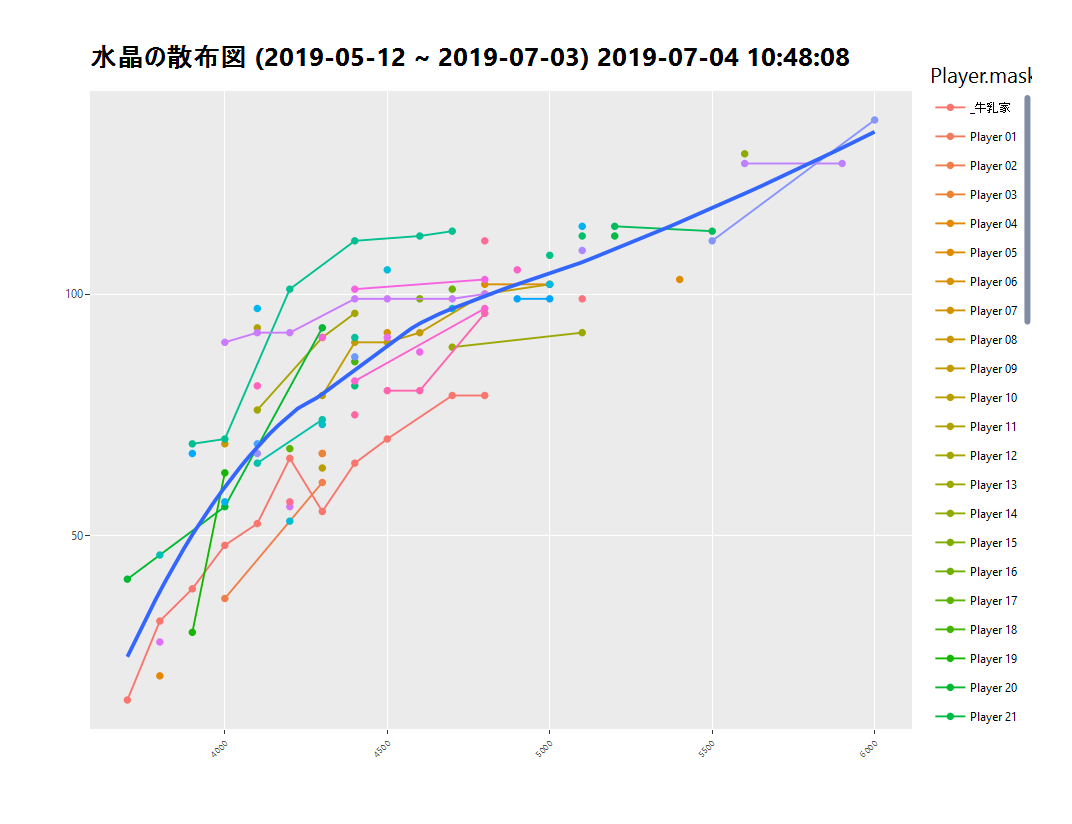 水晶の散布図 (2019-05-12 ~ 2019-07-03) 2019-07-04 10:48:08
Player.mask
_牛乳家
Player 01
Player 02
Player 03
Player 04
Player 05
Player 06
Player 07
Player 08
Player 09
Player 10
Player 11
Player 12
Player 13
Player 14
Player 15
Player 16
Player 17
Player 18
Player 19
Player 20
Player 21
100
50
4000
4500
5000
5500
6000